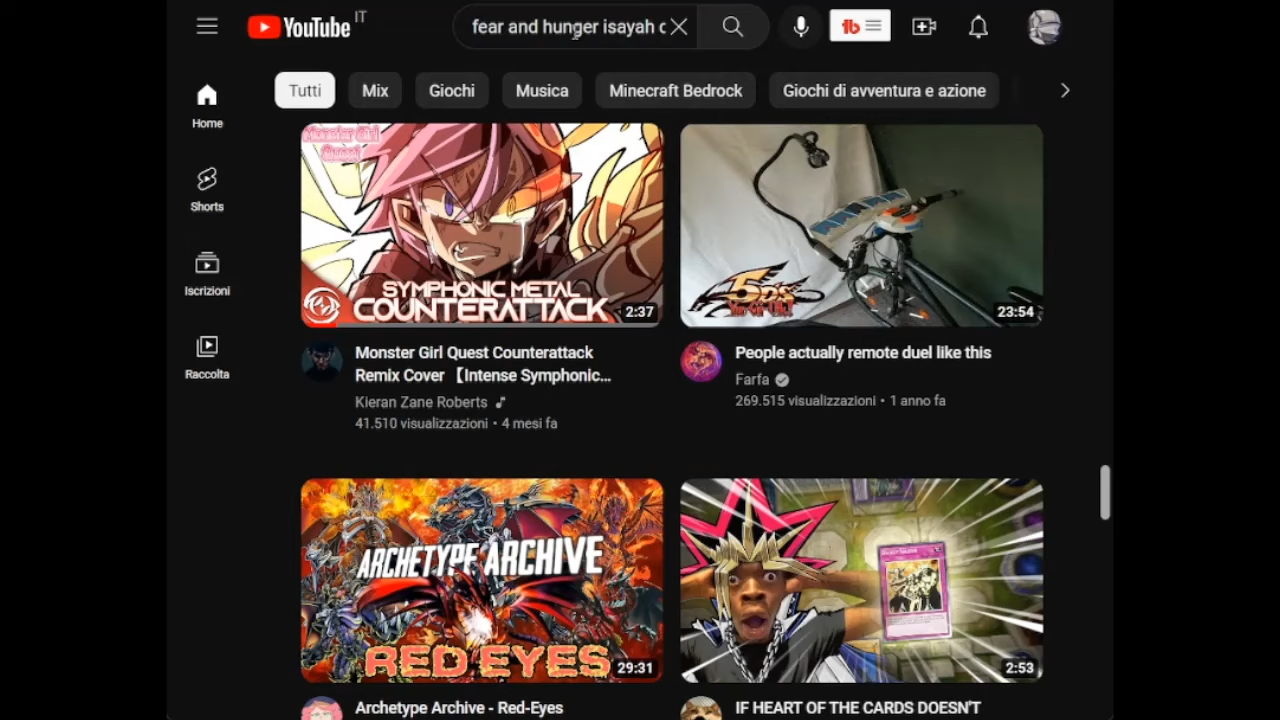 YouTube IT
fear and hunger isayah c
Tutti
Mix
Giochi
Musica
Minecraft Bedrock
Giochi di avventura e azione
Home
Shorts
Iscrizioni
Raccolta
Monster Girl
Quest
SYMPHONIC METAL
COUNTERATTACK
2:37
5D's
23:54
Monster Girl Quest Counterattack
Remix Cover 【Intense Symphonic...
Kieran Zane Roberts
41.510 visualizzazioni • 4 mesi fa
People actually remote duel like this
Farfa
269.515 visualizzazioni • 1 anno fa
ARCHETYPE ARCHIVE
RED EYES
29:31
2:53
Archetype Archive - Red-Eyes
IF HEART OF THE CARDS DOESN'T